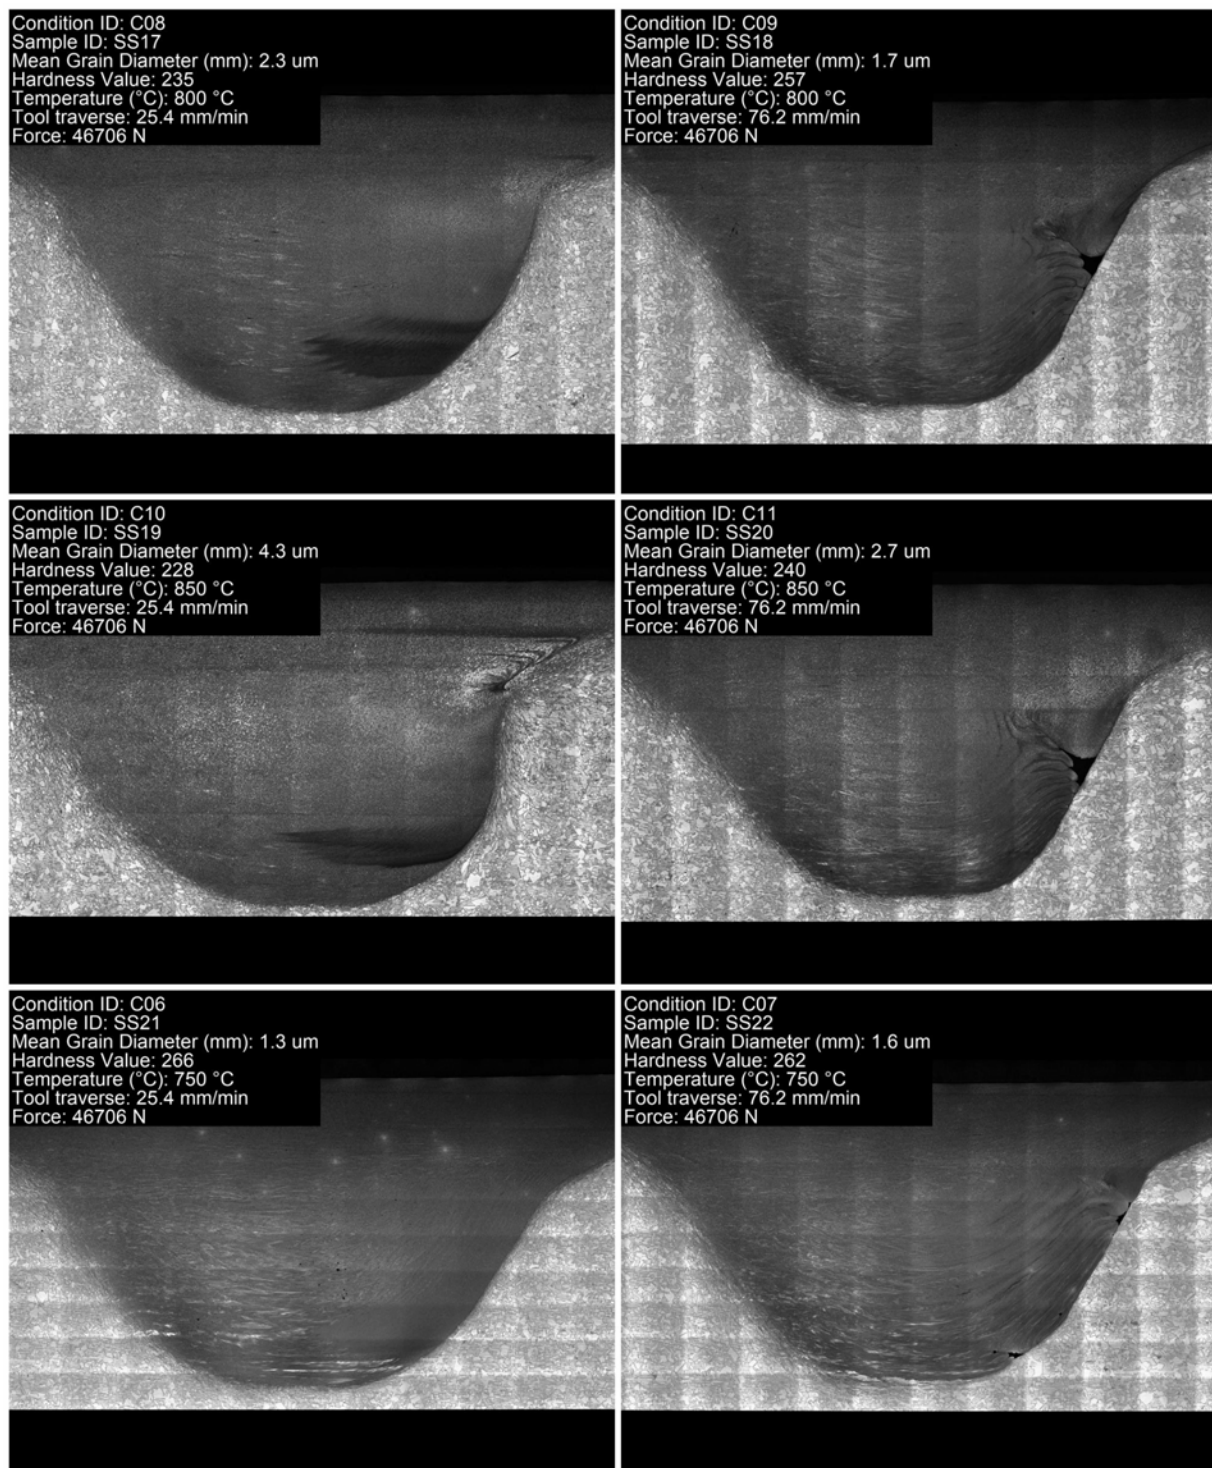 Condition ID: C08
Sample ID: SS17
Mean Grain Diameter (mm): 2.3 um
Hardness Value: 235
Temperature (°C): 800 °C
Tool traverse: 25.4 mm/min
Force: 46706 N
Condition ID: C09
Sample ID: SS18
Mean Grain Diameter (mm): 1.7 um
Hardness Value: 257
Temperature (°C): 800 °C
Tool traverse: 76.2 mm/min
Force: 46706 N
Condition ID: C10
Sample ID: SS19
Mean Grain Diameter (mm): 4.3 um
Hardness Value: 228
Temperature (°C): 850 °C
Tool traverse: 25.4 mm/min
Force: 46706 N
Condition ID: C11
Sample ID: SS20
Mean Grain Diameter (mm): 2.7 um
Hardness Value: 240
Temperature (°C): 850 °C
Tool traverse: 76.2 mm/min
Force: 46706 N
Condition ID: C06
Sample ID: SS21
Mean Grain Diameter (mm): 1.3 um
Hardness Value: 266
Temperature (°C): 750 °C
Tool traverse: 25.4 mm/min
Force: 46706 N
Condition ID: C07
Sample ID: SS22
Mean Grain Diameter (mm): 1.6 um
Hardness Value: 262
Temperature (°C): 750 °C
Tool traverse: 76.2 mm/min
Force: 46706 N